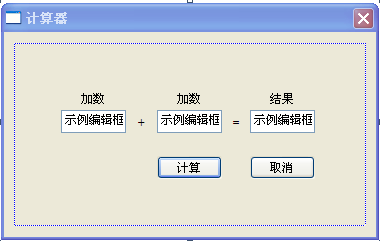 计算器
加数 加数 结果
示例编辑框 + 示例编辑框 = 示例编辑框
计算 取消